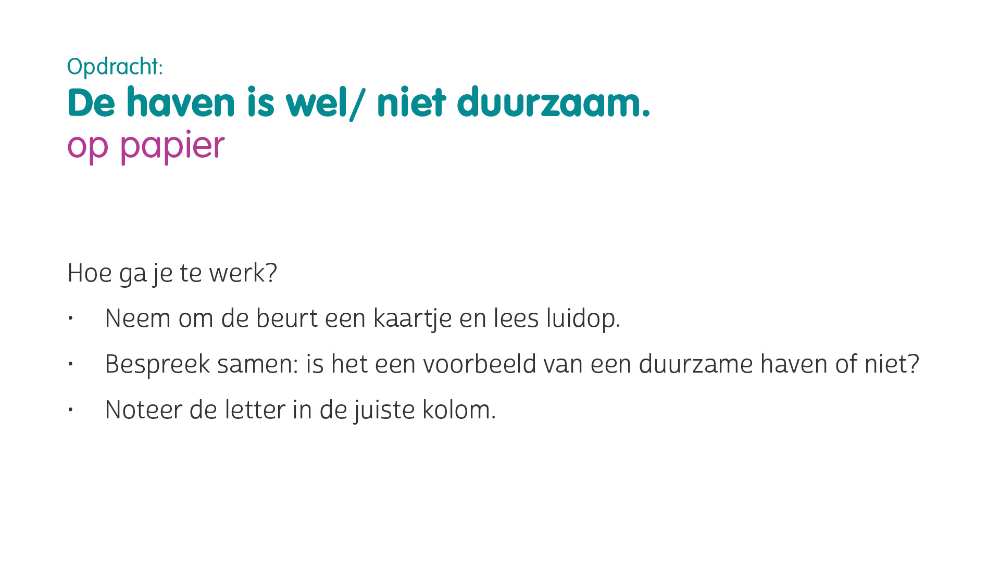 Opdracht:
De haven is wel/ niet duurzaam.
op papier
Hoe ga je te werk?
• Neem om de beurt een kaartje en lees luidop.
• Bespreek samen: is het een voorbeeld van een duurzame haven of niet?
• Noteer de letter in de juiste kolom.